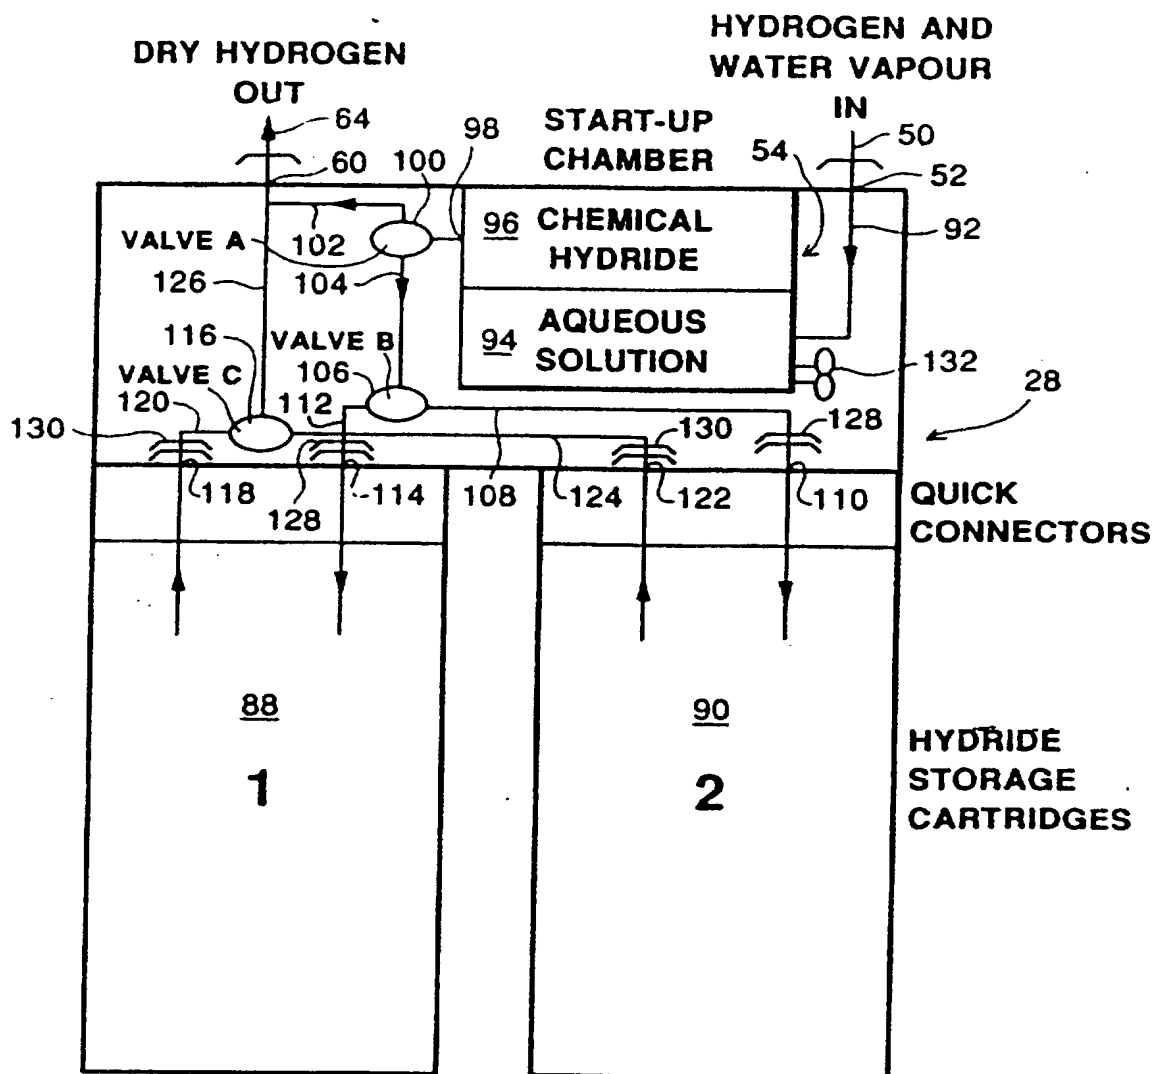 DRY HYDROGEN
OUT
HYDROGEN AND
WATER VAPOUR
IN
64
60
100
98
START-UP
CHAMBER
54
50
52
92
VALVE A
102
104
126
96
CHEMICAL
HYDRIDE
94
AQUEOUS
SOLUTION
132
116
VALVE B
VALVE C
106
120
112
130
128
130
128
28
118
114
108
124
122
110
QUICK
CONNECTORS
88
1
90
2
HYDRIDE
STORAGE
CARTRIDGES